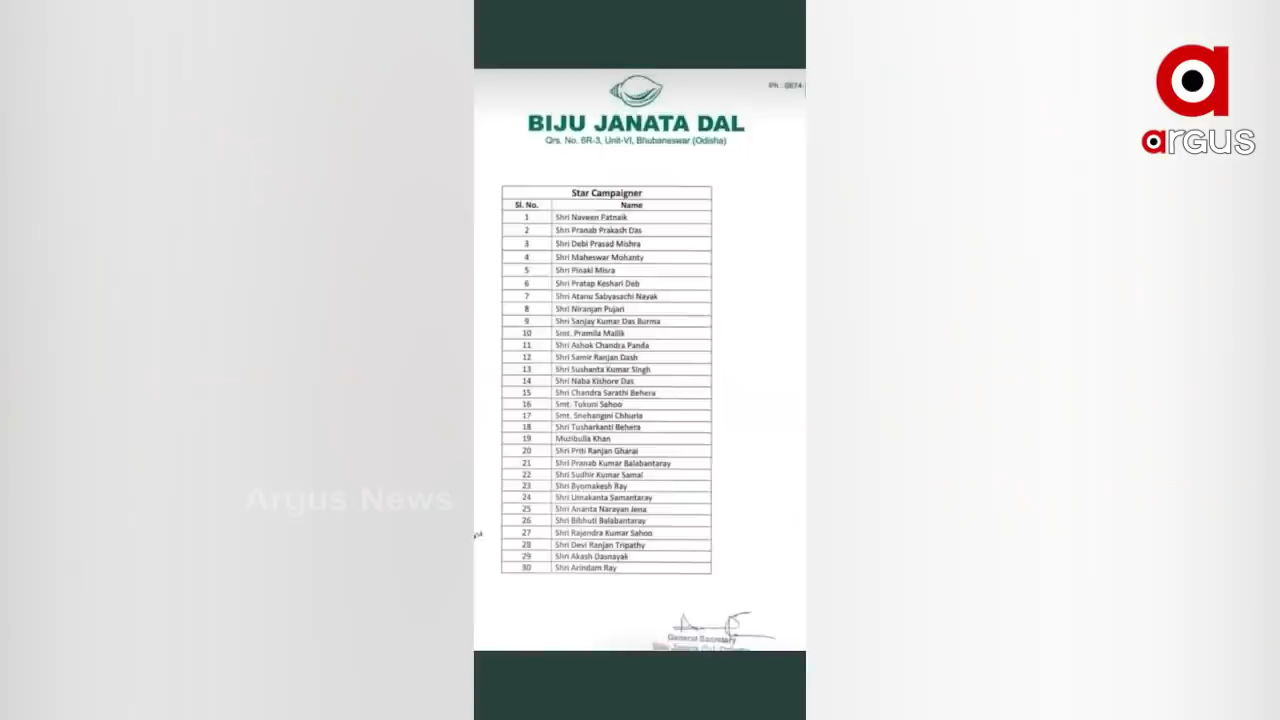 Ph : 0674
BIJU JANATA DAL
Qrs. No. 6R-3, Unit-VI, Bhubaneswar (Odisha)
Star Campaigner
Sl. No. Name
1 Shri Naveen Patnaik
2 Shri Pranab Prakash Das
3 Shri Debi Prasad Mishra
4 Shri Maheswar Mohanty
5 Shri Pinaki Misra
6 Shri Pratap Keshari Deb
7 Shri Atanu Sabyasachi Nayak
8 Shri Niranjan Pujari
9 Shri Sanjay Kumar Das Burma
10 Smt. Pramila Mallik
11 Shri Ashok Chandra Panda
12 Shri Samir Ranjan Dash
13 Shri Sushanta Kumar Singh
14 Shri Naba Kishore Das
15 Shri Chandra Sarathi Behera
16 Smt. Tukuni Sahoo
17 Smt. Snehangini Chhuria
18 Shri Tusharkanti Behera
19 Muzibulla Khan
20 Shri Priti Ranjan Gharai
21 Shri Pranab Kumar Balabantaray
22 Shri Sudhir Kumar Samal
23 Shri Byomakesh Ray
24 Shri Umakanta Samantaray
25 Shri Ananta Narayan Jena
26 Shri Bibhuti Balabantaray
27 Shri Rajendra Kumar Sahoo
28 Shri Devi Ranjan Tripathy
29 Shri Akash Dasnayak
30 Shri Arindam Ray
General Secretary
argus
Argus News